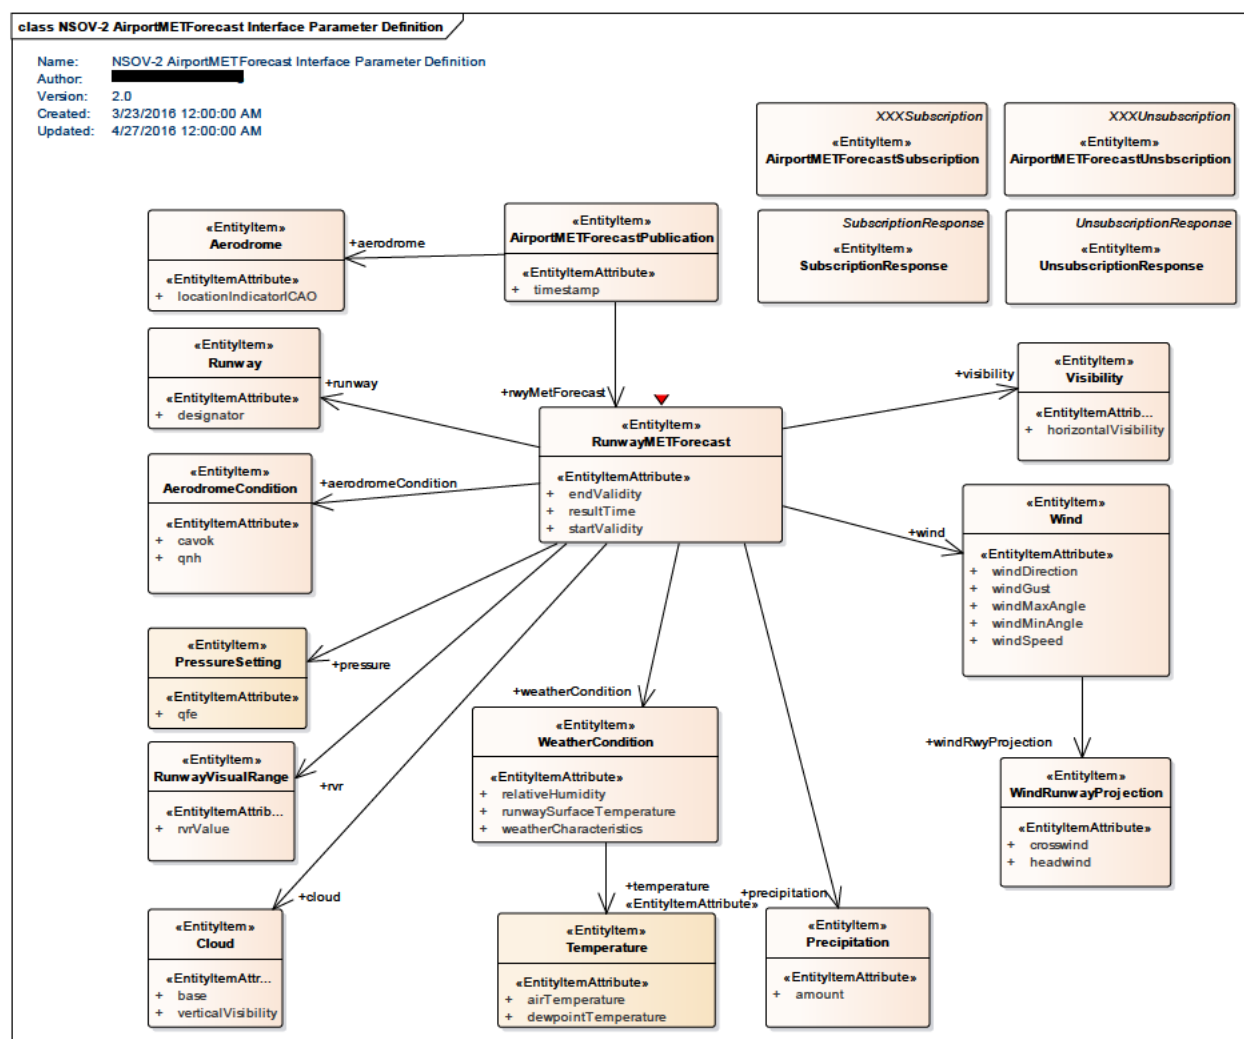 class NSOV-2 AirportMETForecast Interface Parameter Definition
Name: NSOV-2 AirportMETForecast Interface Parameter Definition
Author:
Version: 2.0
Created: 3/23/2016 12:00:00 AM
Updated: 4/27/2016 12:00:00 AM
XXXSubscription
«EntityItem»
AirportMETForecastSubscription
XXXUnsubscription
«EntityItem»
AirportMETForecastUnsbscription
SubscriptionResponse
«EntityItem»
SubscriptionResponse
UnsubscriptionResponse
«EntityItem»
UnsubscriptionResponse
«EntityItem»
Aerodrome
«EntityItemAttribute»
+ locationIndicatorICAO
+aerodrome
«EntityItem»
AirportMETForecastPublication
«EntityItemAttribute»
+ timestamp
«EntityItem»
Runway
«EntityItemAttribute»
+ designator
+runway
+rwyMetForecast
«EntityItem»
RunwayMETForecast
«EntityItemAttribute»
+ endValidity
+ resultTime
+ startValidity
+visibility
«EntityItem»
Visibility
«EntityItemAttrib...
+ horizontalVisibility
«EntityItem»
AerodromeCondition
«EntityItemAttribute»
+ cavok
+ qnh
+aerodromeCondition
+wind
«EntityItem»
Wind
«EntityItemAttribute»
+ windDirection
+ windGust
+ windMaxAngle
+ windMinAngle
+ windSpeed
«EntityItem»
PressureSetting
«EntityItemAttribute»
+ qfe
+pressure
+weatherCondition
«EntityItem»
WeatherCondition
«EntityItemAttribute»
+ relativeHumidity
+ runwaySurfaceTemperature
+ weatherCharacteristics
+windRwyProjection
«EntityItem»
WindRunwayProjection
«EntityItemAttribute»
+ crosswind
+ headwind
«EntityItem»
RunwayVisualRange
«EntityItemAttrib...
+ rvrValue
+rvr
+cloud
«EntityItem»
Cloud
«EntityItemAttr...
+ base
+ verticalVisibility
+temperature
«EntityItemAttribute»
«EntityItem»
Temperature
«EntityItemAttribute»
+ airTemperature
+ dewpointTemperature
+precipitation
«EntityItem»
Precipitation
«EntityItemAttribute»
+ amount